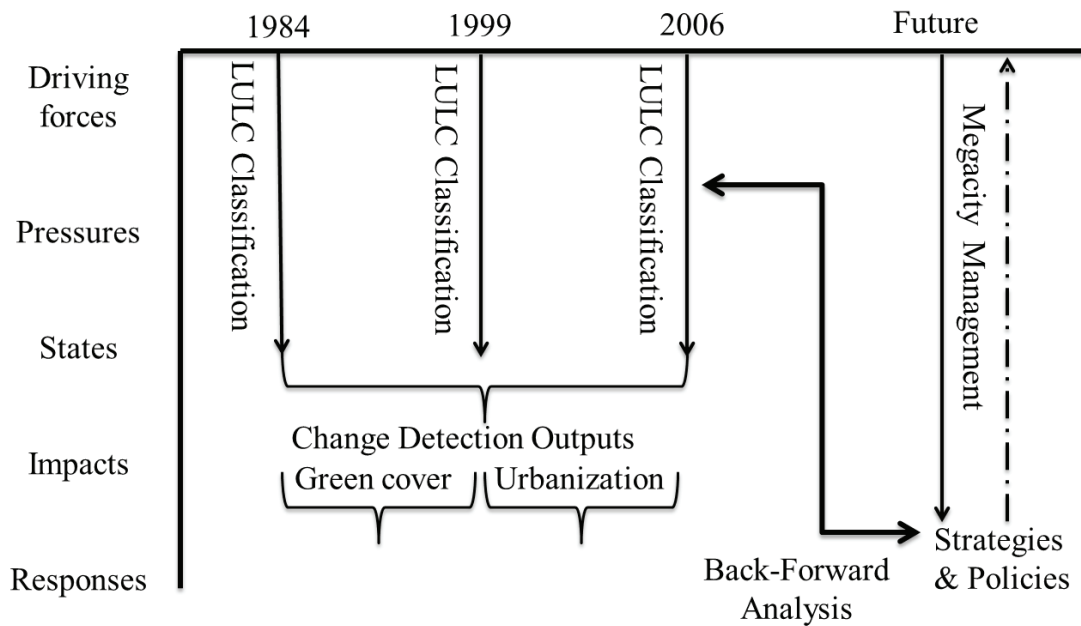 1984
1999
2006
Future
Driving
forces
Pressures
States
Impacts
Responses
LULC Classification
LULC Classification
LULC Classification
Megacity Management
Change Detection Outputs
Green cover
Urbanization
Back-Forward
Analysis
Strategies
& Policies